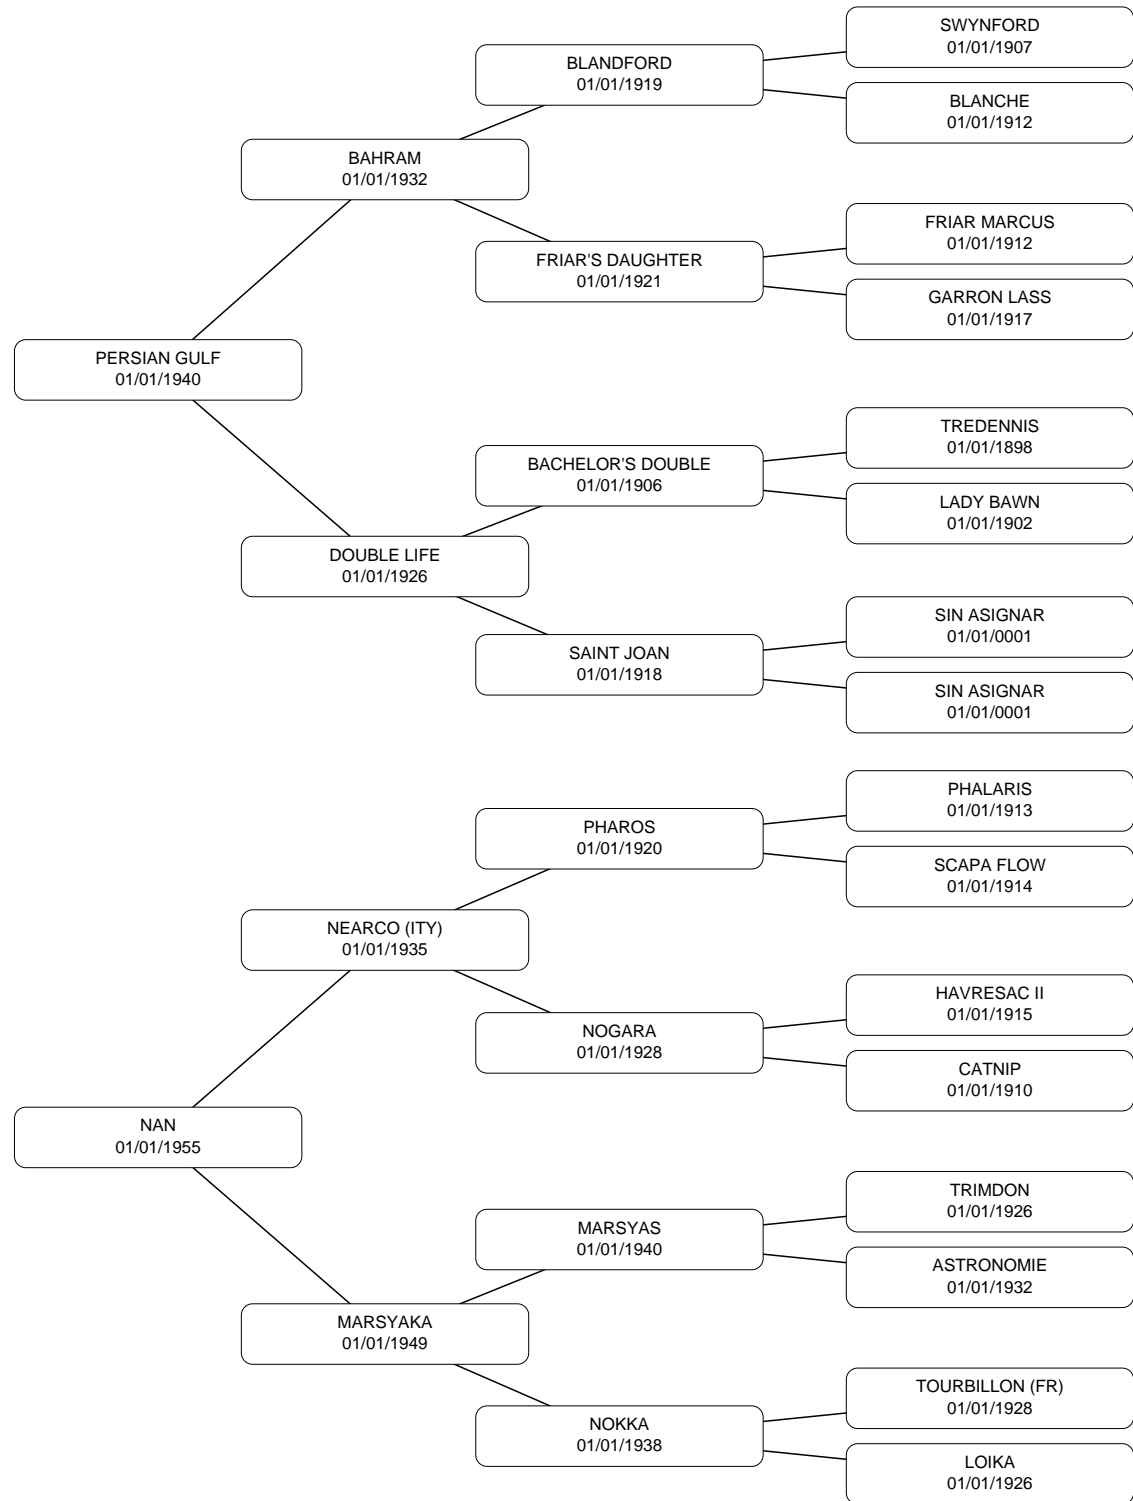 SWYNFORD
01/01/1907
BLANDFORD
01/01/1919
BLANCHE
01/01/1912
BAHRAM
01/01/1932
FRIAR MARCUS
01/01/1912
FRIAR'S DAUGHTER
01/01/1921
GARRON LASS
01/01/1917
PERSIAN GULF
01/01/1940
TREDENNIS
01/01/1898
BACHELOR'S DOUBLE
01/01/1906
LADY BAWN
01/01/1902
DOUBLE LIFE
01/01/1926
SIN ASIGNAR
01/01/0001
SAINT JOAN
01/01/1918
SIN ASIGNAR
01/01/0001
PHALARIS
01/01/1913
PHAROS
01/01/1920
SCAPA FLOW
01/01/1914
NEARCO (ITY)
01/01/1935
HAVRESAC II
01/01/1915
NOGARA
01/01/1928
CATNIP
01/01/1910
NAN
01/01/1955
TRIMDON
01/01/1926
MARSYAS
01/01/1940
ASTRONOMIE
01/01/1932
MARSYAKA
01/01/1949
TOURBILLON (FR)
01/01/1928
NOKKA
01/01/1938
LOIKA
01/01/1926